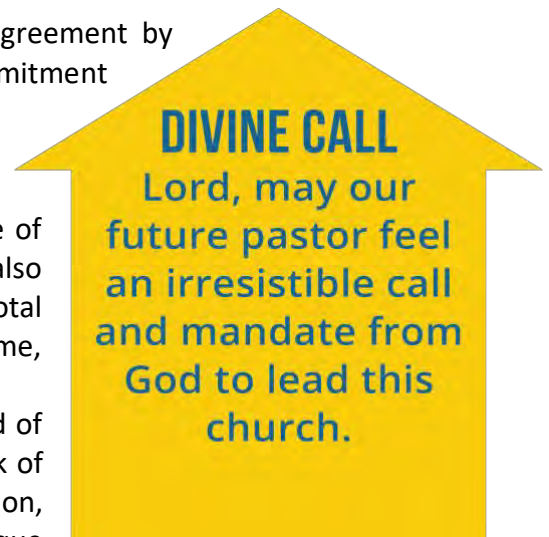 greement by
mitment
DIVINE CALL
Lord, may our
future pastor feel
an irresistible call
and mandate from
God to lead this
church.
e of
also
otal
me,
d of
k of
on,